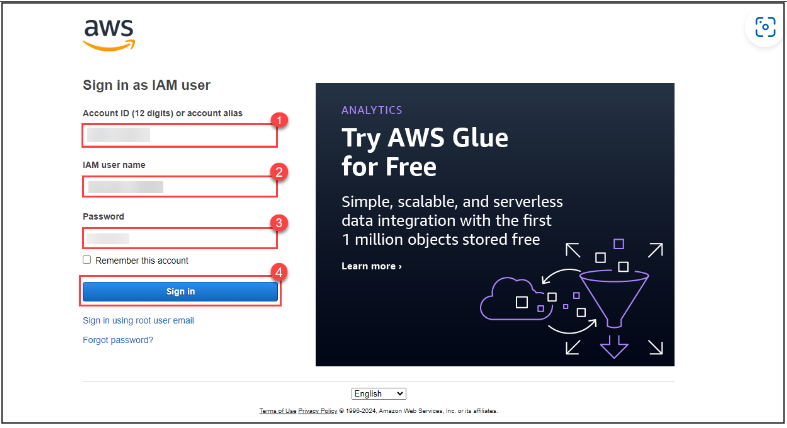 aws
Sign in as IAM user
Account ID (12 digits) or account alias
1
IAM user name
2
Password
3
Remember this account
4
Sign in
Sign in using root user email
Forgot password?
ANALYTICS
Try AWS Glue
for Free
Simple, scalable, and serverless
data integration with the first
1 million objects stored free
Learn more ›
English
Terms of Use Privacy Policy © 1996-2024, Amazon Web Services, Inc. or its affiliates.